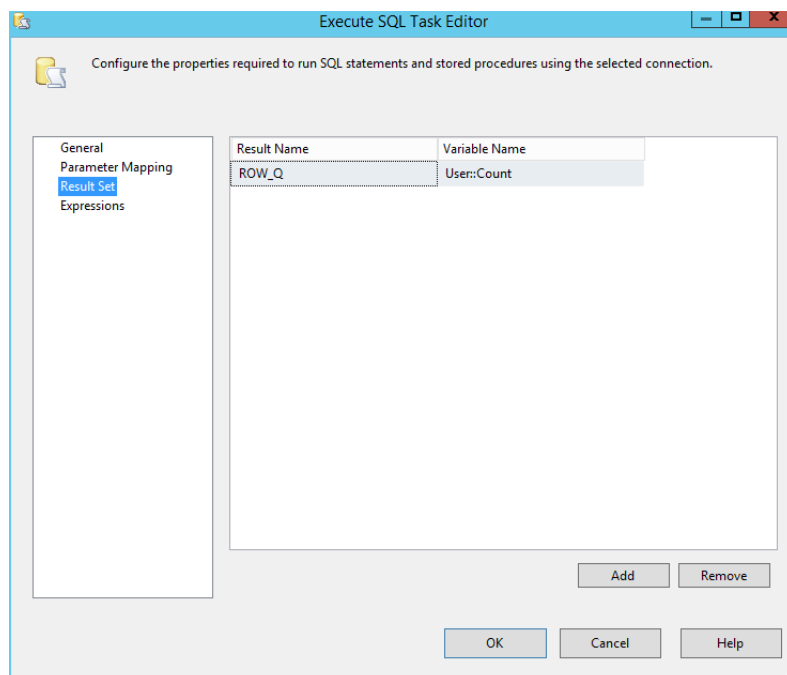 Execute SQL Task Editor
Configure the properties required to run SQL statements and stored procedures using the selected connection.
General
Parameter Mapping
Result Set
Expressions
Result Name Variable Name
ROW_Q User::Count
Add Remove
OK Cancel Help